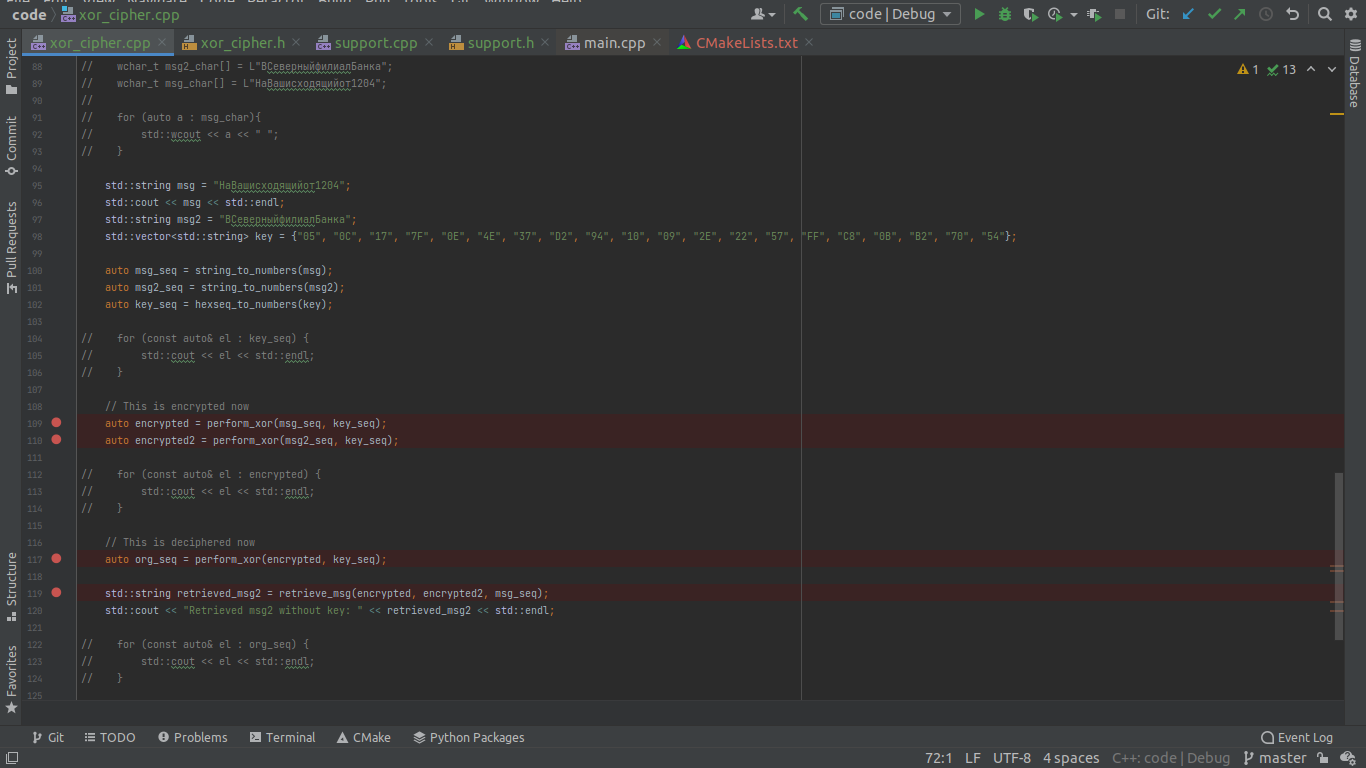 code xor_cipher.cpp code | Debug Git:
xor_cipher.cpp xor_cipher.h support.cpp support.h main.cpp CMakeLists.txt
Project
Commit
Pull Requests
Structure
Favorites
Database
1 13
88 // wchar_t msg2_char[] = L"ВСеверныйфилиалБанка";
89 // wchar_t msg_char[] = L"НаВашисходящийот1204";
90 //
91 // for (auto a : msg_char){
92 // std::wcout << a << " ";
93 // }
94
95 std::string msg = "НаВашисходящийот1204";
96 std::cout << msg << std::endl;
97 std::string msg2 = "ВСеверныйфилиалБанка";
98 std::vector<std::string> key = {"05", "0C", "17", "7F", "0E", "4E", "37", "D2", "94", "10", "09", "2E", "22", "57", "FF", "C8", "0B", "B2", "70", "54"};
99
100 auto msg_seq = string_to_numbers(msg);
101 auto msg2_seq = string_to_numbers(msg2);
102 auto key_seq = hexseq_to_numbers(key);
103
104 // for (const auto& el : key_seq) {
105 // std::cout << el << std::endl;
106 // }
107
108 // This is encrypted now
109 auto encrypted = perform_xor(msg_seq, key_seq);
110 auto encrypted2 = perform_xor(msg2_seq, key_seq);
111
112 // for (const auto& el : encrypted) {
113 // std::cout << el << std::endl;
114 // }
115
116 // This is deciphered now
117 auto org_seq = perform_xor(encrypted, key_seq);
118
119 std::string retrieved_msg2 = retrieve_msg(encrypted, encrypted2, msg_seq);
120 std::cout << "Retrieved msg2 without key: " << retrieved_msg2 << std::endl;
121
122 // for (const auto& el : org_seq) {
123 // std::cout << el << std::endl;
124 // }
125
Git TODO Problems Terminal CMake Python Packages Event Log
72:1 LF UTF-8 4 spaces C++: code | Debug master